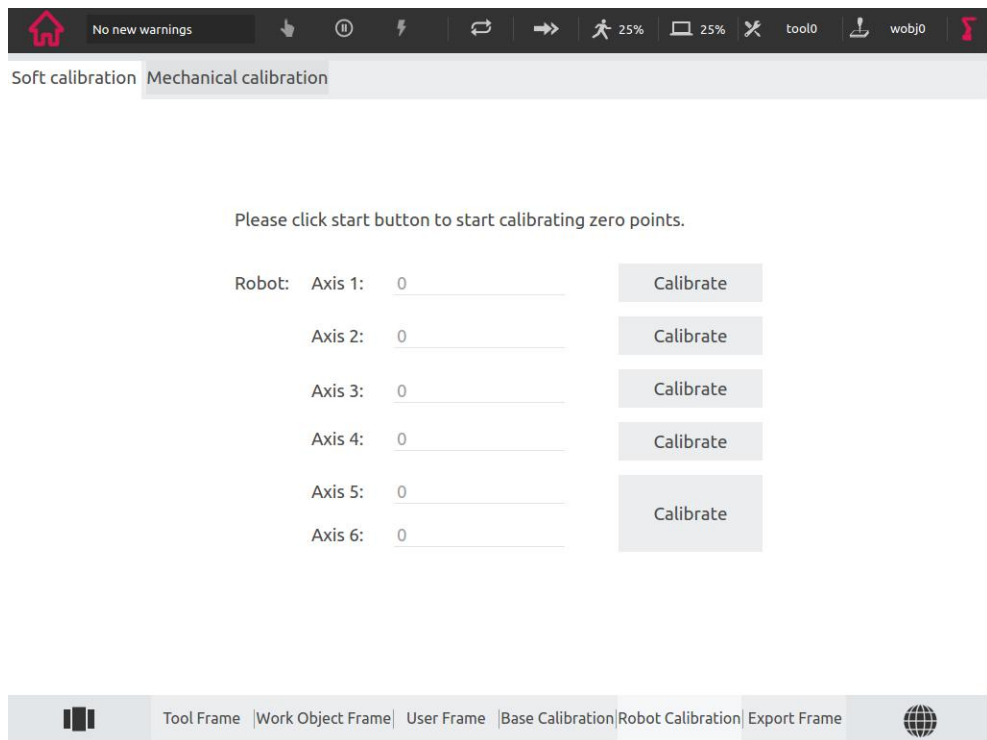 No new warnings 25% 25% tool0 wobj0
Soft calibration Mechanical calibration
Please click start button to start calibrating zero points.
Robot: Axis 1: 0 Calibrate
Axis 2: 0 Calibrate
Axis 3: 0 Calibrate
Axis 4: 0 Calibrate
Axis 5: 0
Calibrate
Axis 6: 0
Tool Frame Work Object Frame User Frame Base Calibration Robot Calibration Export Frame